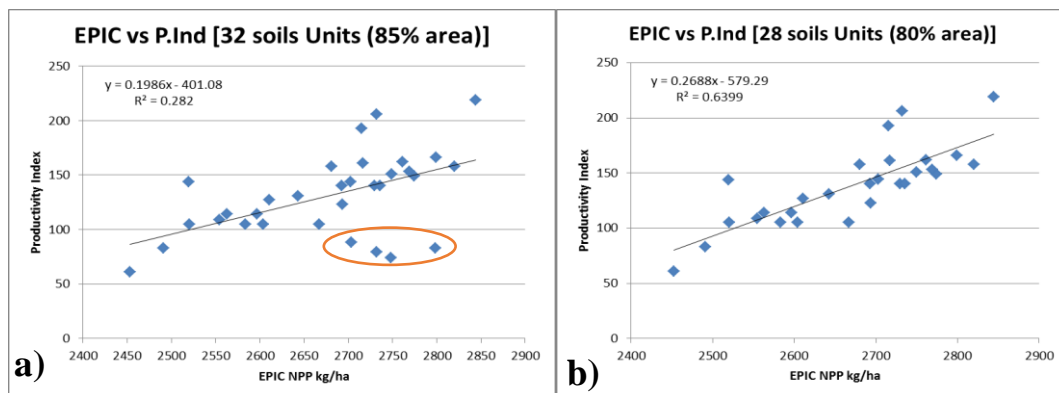 EPIC vs P.Ind [32 soils Units (85% area)]
y = 0.1986x - 401.08
R² = 0.282
Productivity Index
250
200
150
100
50
0
2400 2450 2500 2550 2600 2650 2700 2750 2800 2850 2900
EPIC NPP kg/ha
a)
EPIC vs P.Ind [28 soils Units (80% area)]
y = 0.2688x - 579.29
R² = 0.6399
Productivity Index
250
200
150
100
50
0
2400 2500 2600 2700 2800 2900
EPIC NPP kg/ha
b)